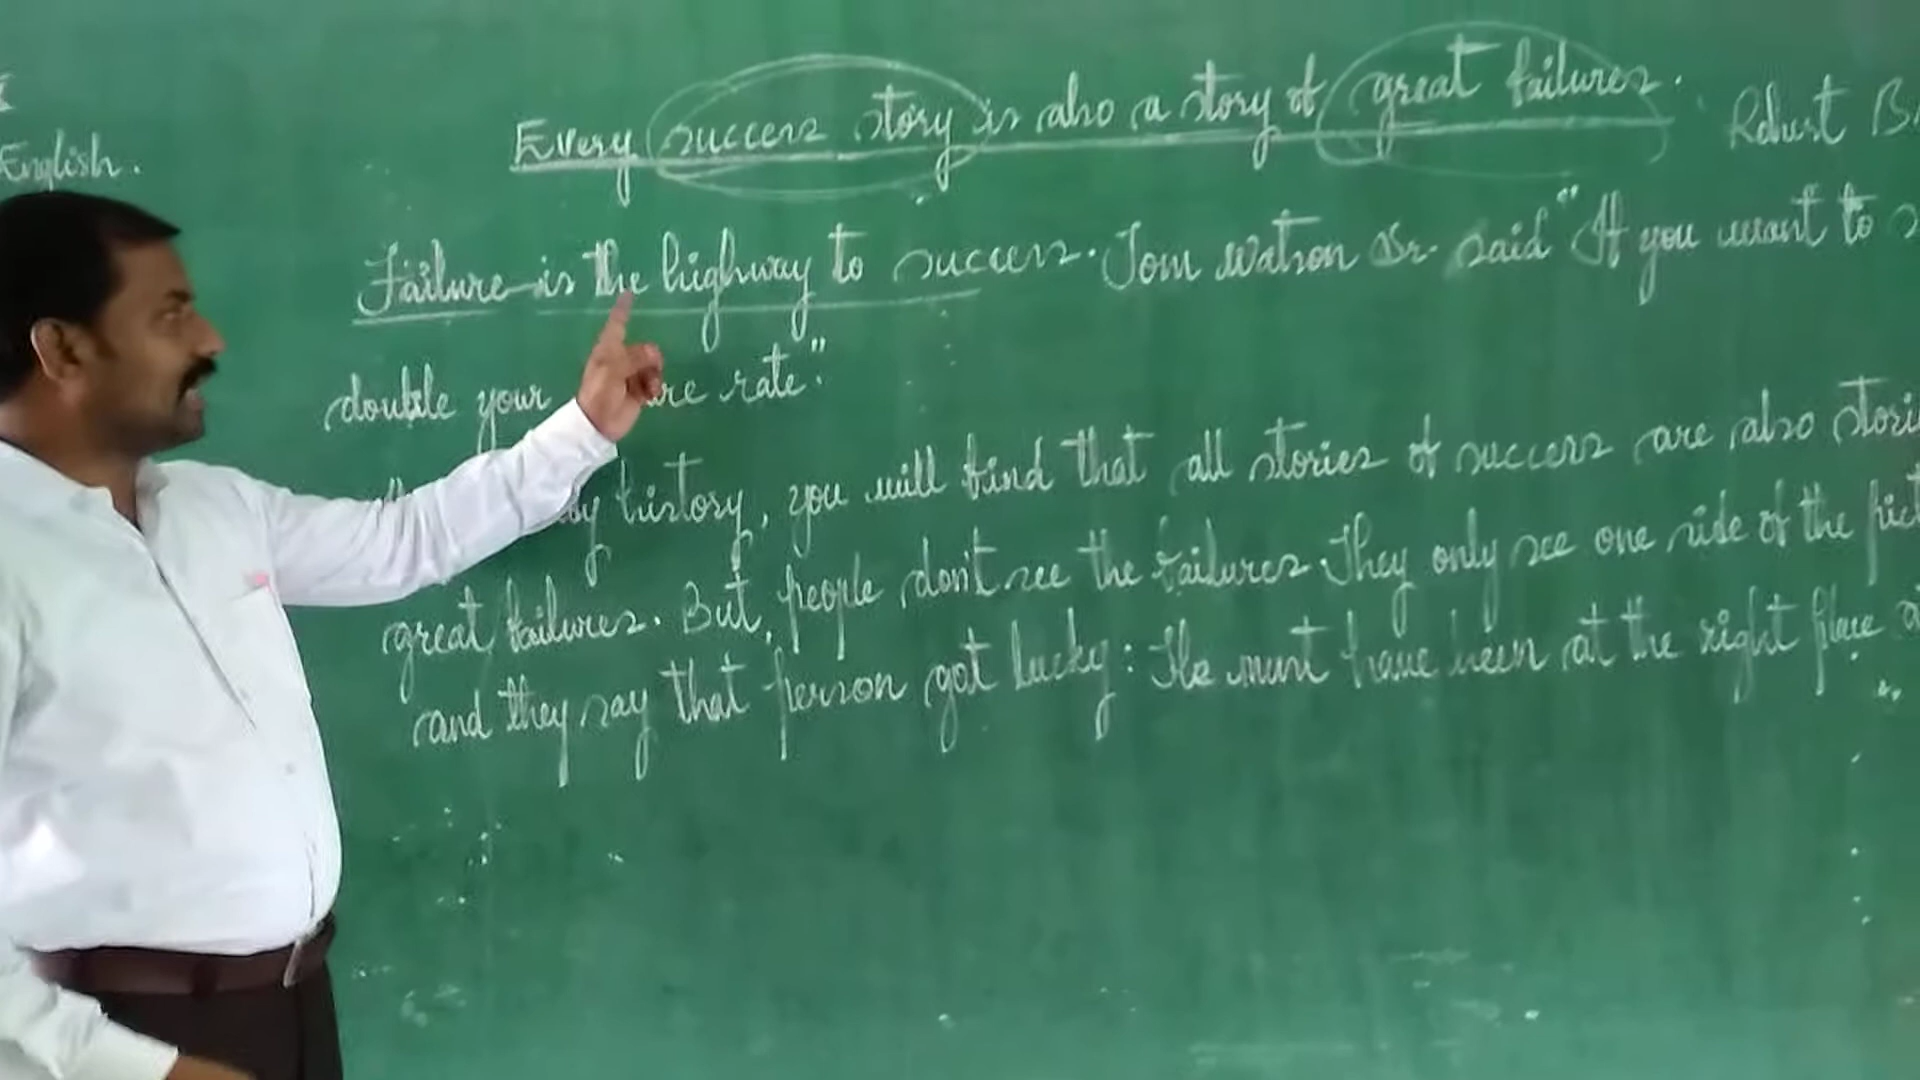 English.
Every success story is also a story of great failures.
Robust
Failure is the highway to success. Tom Watson Sr. said "If you want to
double your rate."
history, you will find that all stories of success are also
great failures. But, people don't see the failures. They only see one side of the
and they say that person got lucky: He must have been at the right place